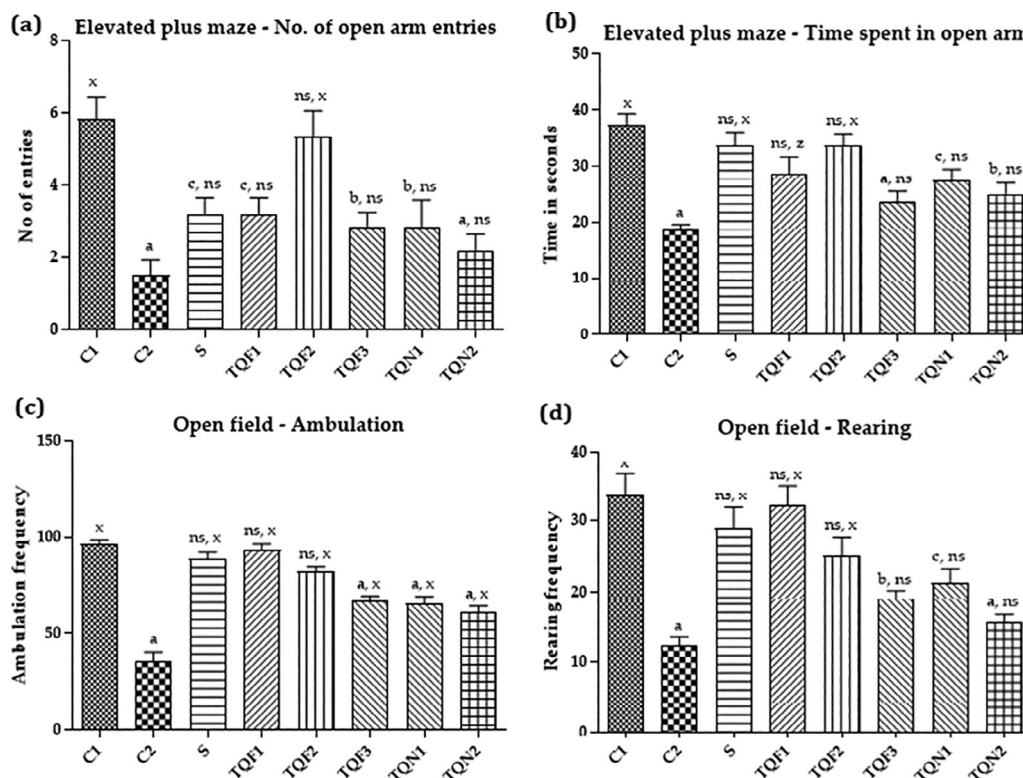 (a)
Elevated plus maze - No. of open arm entries
No of entries
8
6
4
2
0
x
a
c, ns
c, ns
ns, x
b, ns
b, ns
a, ns
C1
C2
S
TQF1
TQF2
TQF3
TQN1
TQN2
(b)
Elevated plus maze - Time spent in open arm
Time in seconds
50
40
30
20
10
0
x
a
ns, x
ns, z
ns, x
a, ns
c, ns
b, ns
C1
C2
S
TQF1
TQF2
TQF3
TQN1
TQN2
(c)
Open field - Ambulation
Ambulation frequency
150
100
50
0
x
a
ns, x
ns, x
ns, x
a, x
a, x
a, x
C1
C2
S
TQF1
TQF2
TQF3
TQN1
TQN2
(d)
Open field - Rearing
Rearing frequency
40
30
20
10
0
x
a
ns, x
ns, x
ns, x
b, ns
c, ns
a, ns
C1
C2
S
TQF1
TQF2
TQF3
TQN1
TQN2